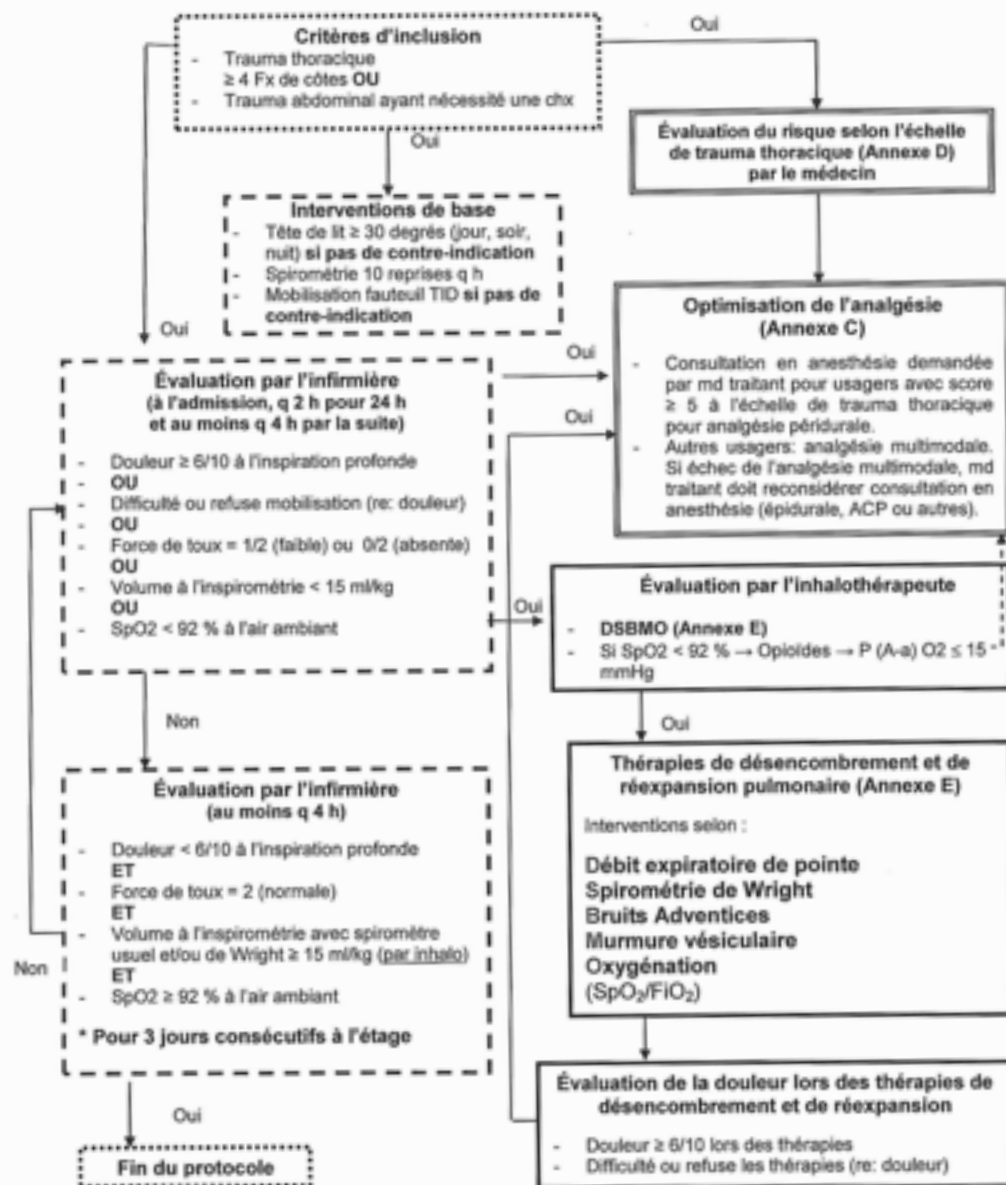 Critères d'inclusion
- Trauma thoracique
≥ 4 Fx de côtes OU
- Trauma abdominal ayant nécessité une chx
Oui
Évaluation du risque selon l'échelle
de trauma thoracique (Annexe D)
par le médecin
Oui
Interventions de base
- Tête de lit ≥ 30 degrés (jour, soir,
nuit) si pas de contre-indication
- Spirométrie 10 reprises q h
- Mobilisation fauteuil TID si pas de
contre-indication
Oui
Optimisation de l'analgésie
(Annexe C)
- Consultation en anesthésie demandée
par md traitant pour usagers avec score
≥ 5 à l'échelle de trauma thoracique
pour analgésie péridurale.
- Autres usagers: analgésie multimodale.
Si échec de l'analgésie multimodale, md
traitant doit reconsidérer consultation en
anesthésie (épidurale, ACP ou autres).
Oui
Oui
Évaluation par l'infirmière
(à l'admission, q 2 h pour 24 h
et au moins q 4 h par la suite)
- Douleur ≥ 6/10 à l'inspiration profonde
- OU
- Difficulté ou refuse mobilisation (re: douleur)
- OU
- Force de toux = 1/2 (faible) ou 0/2 (absente)
OU
- Volume à l'inspirométrie < 15 ml/kg
OU
- SpO2 < 92 % à l'air ambiant
Oui
Évaluation par l'inhalothérapeute
- DSBMO (Annexe E)
- Si SpO2 < 92 % → Opioïdes → P (A-a) O2 ≤ 15
mmHg
Non
Oui
Thérapies de désencombrement et de
réexpansion pulmonaire (Annexe E)
Interventions selon :
Débit expiratoire de pointe
Spirométrie de Wright
Bruits Adventices
Murmure vésiculaire
Oxygénation
(SpO₂/FiO₂)
Évaluation par l'infirmière
(au moins q 4 h)
- Douleur < 6/10 à l'inspiration profonde
ET
- Force de toux = 2 (normale)
ET
- Volume à l'inspirométrie avec spiromètre
usuel et/ou de Wright ≥ 15 ml/kg (par inhalo)
ET
- SpO2 ≥ 92 % à l'air ambiant
* Pour 3 jours consécutifs à l'étage
Non
Évaluation de la douleur lors des thérapies de
désencombrement et de réexpansion
- Douleur ≥ 6/10 lors des thérapies
- Difficulté ou refuse les thérapies (re: douleur)
Oui
Fin du protocole